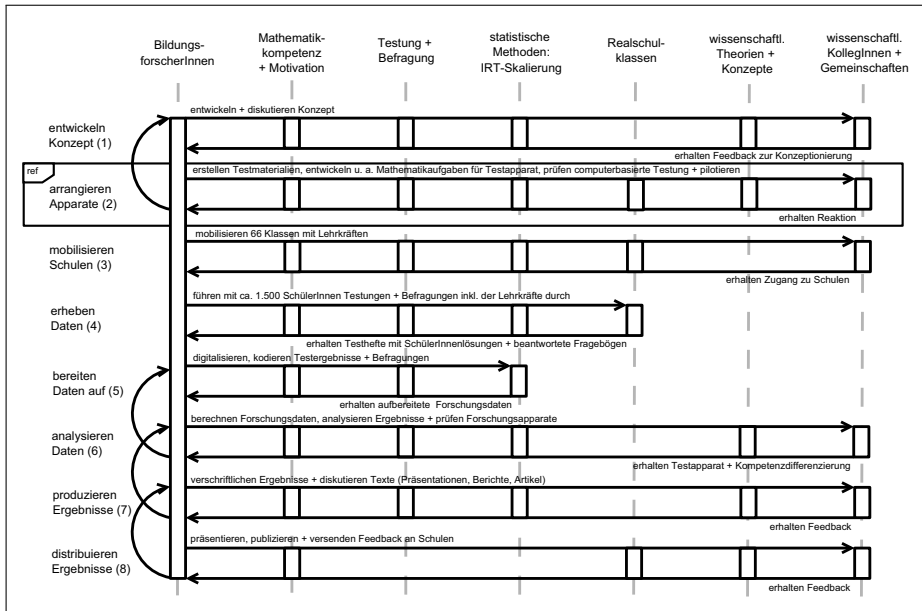 Bildungs-
forscherInnen
Mathematik-
kompetenz
+ Motivation
Testung +
Befragung
statistische
Methoden:
IRT-Skalierung
Realschul-
klassen
wissenschaftl.
Theorien +
Konzepte
wissenschaftl.
KollegInnen +
Gemeinschaften
entwickeln
Konzept (1)
entwickeln + diskutieren Konzept
erhalten Feedback zur Konzeptionierung
ref
arrangieren
Apparate (2)
erstellen Testmaterialien, entwickeln u. a. Mathematikaufgaben für Testapparat, prüfen computerbasierte Testung + pilotieren
erhalten Reaktion
mobilisieren
Schulen (3)
mobilisieren 66 Klassen mit Lehrkräften
erhalten Zugang zu Schulen
erheben
Daten (4)
führen mit ca. 1.500 SchülerInnen Testungen + Befragungen inkl. der Lehrkräfte durch
erhalten Testhefte mit SchülerInnenlösungen + beantwortete Fragebögen
bereiten
Daten auf (5)
digitalisieren, kodieren Testergebnisse + Befragungen
erhalten aufbereitete Forschungsdaten
analysieren
Daten (6)
berechnen Forschungsdaten, analysieren Ergebnisse + prüfen Forschungsapparate
erhalten Testapparat + Kompetenzdifferenzierung
produzieren
Ergebnisse (7)
verschriftlichen Ergebnisse + diskutieren Texte (Präsentationen, Berichte, Artikel)
erhalten Feedback
distribuieren
Ergebnisse (8)
präsentieren, publizieren + versenden Feedback an Schulen
erhalten Feedback